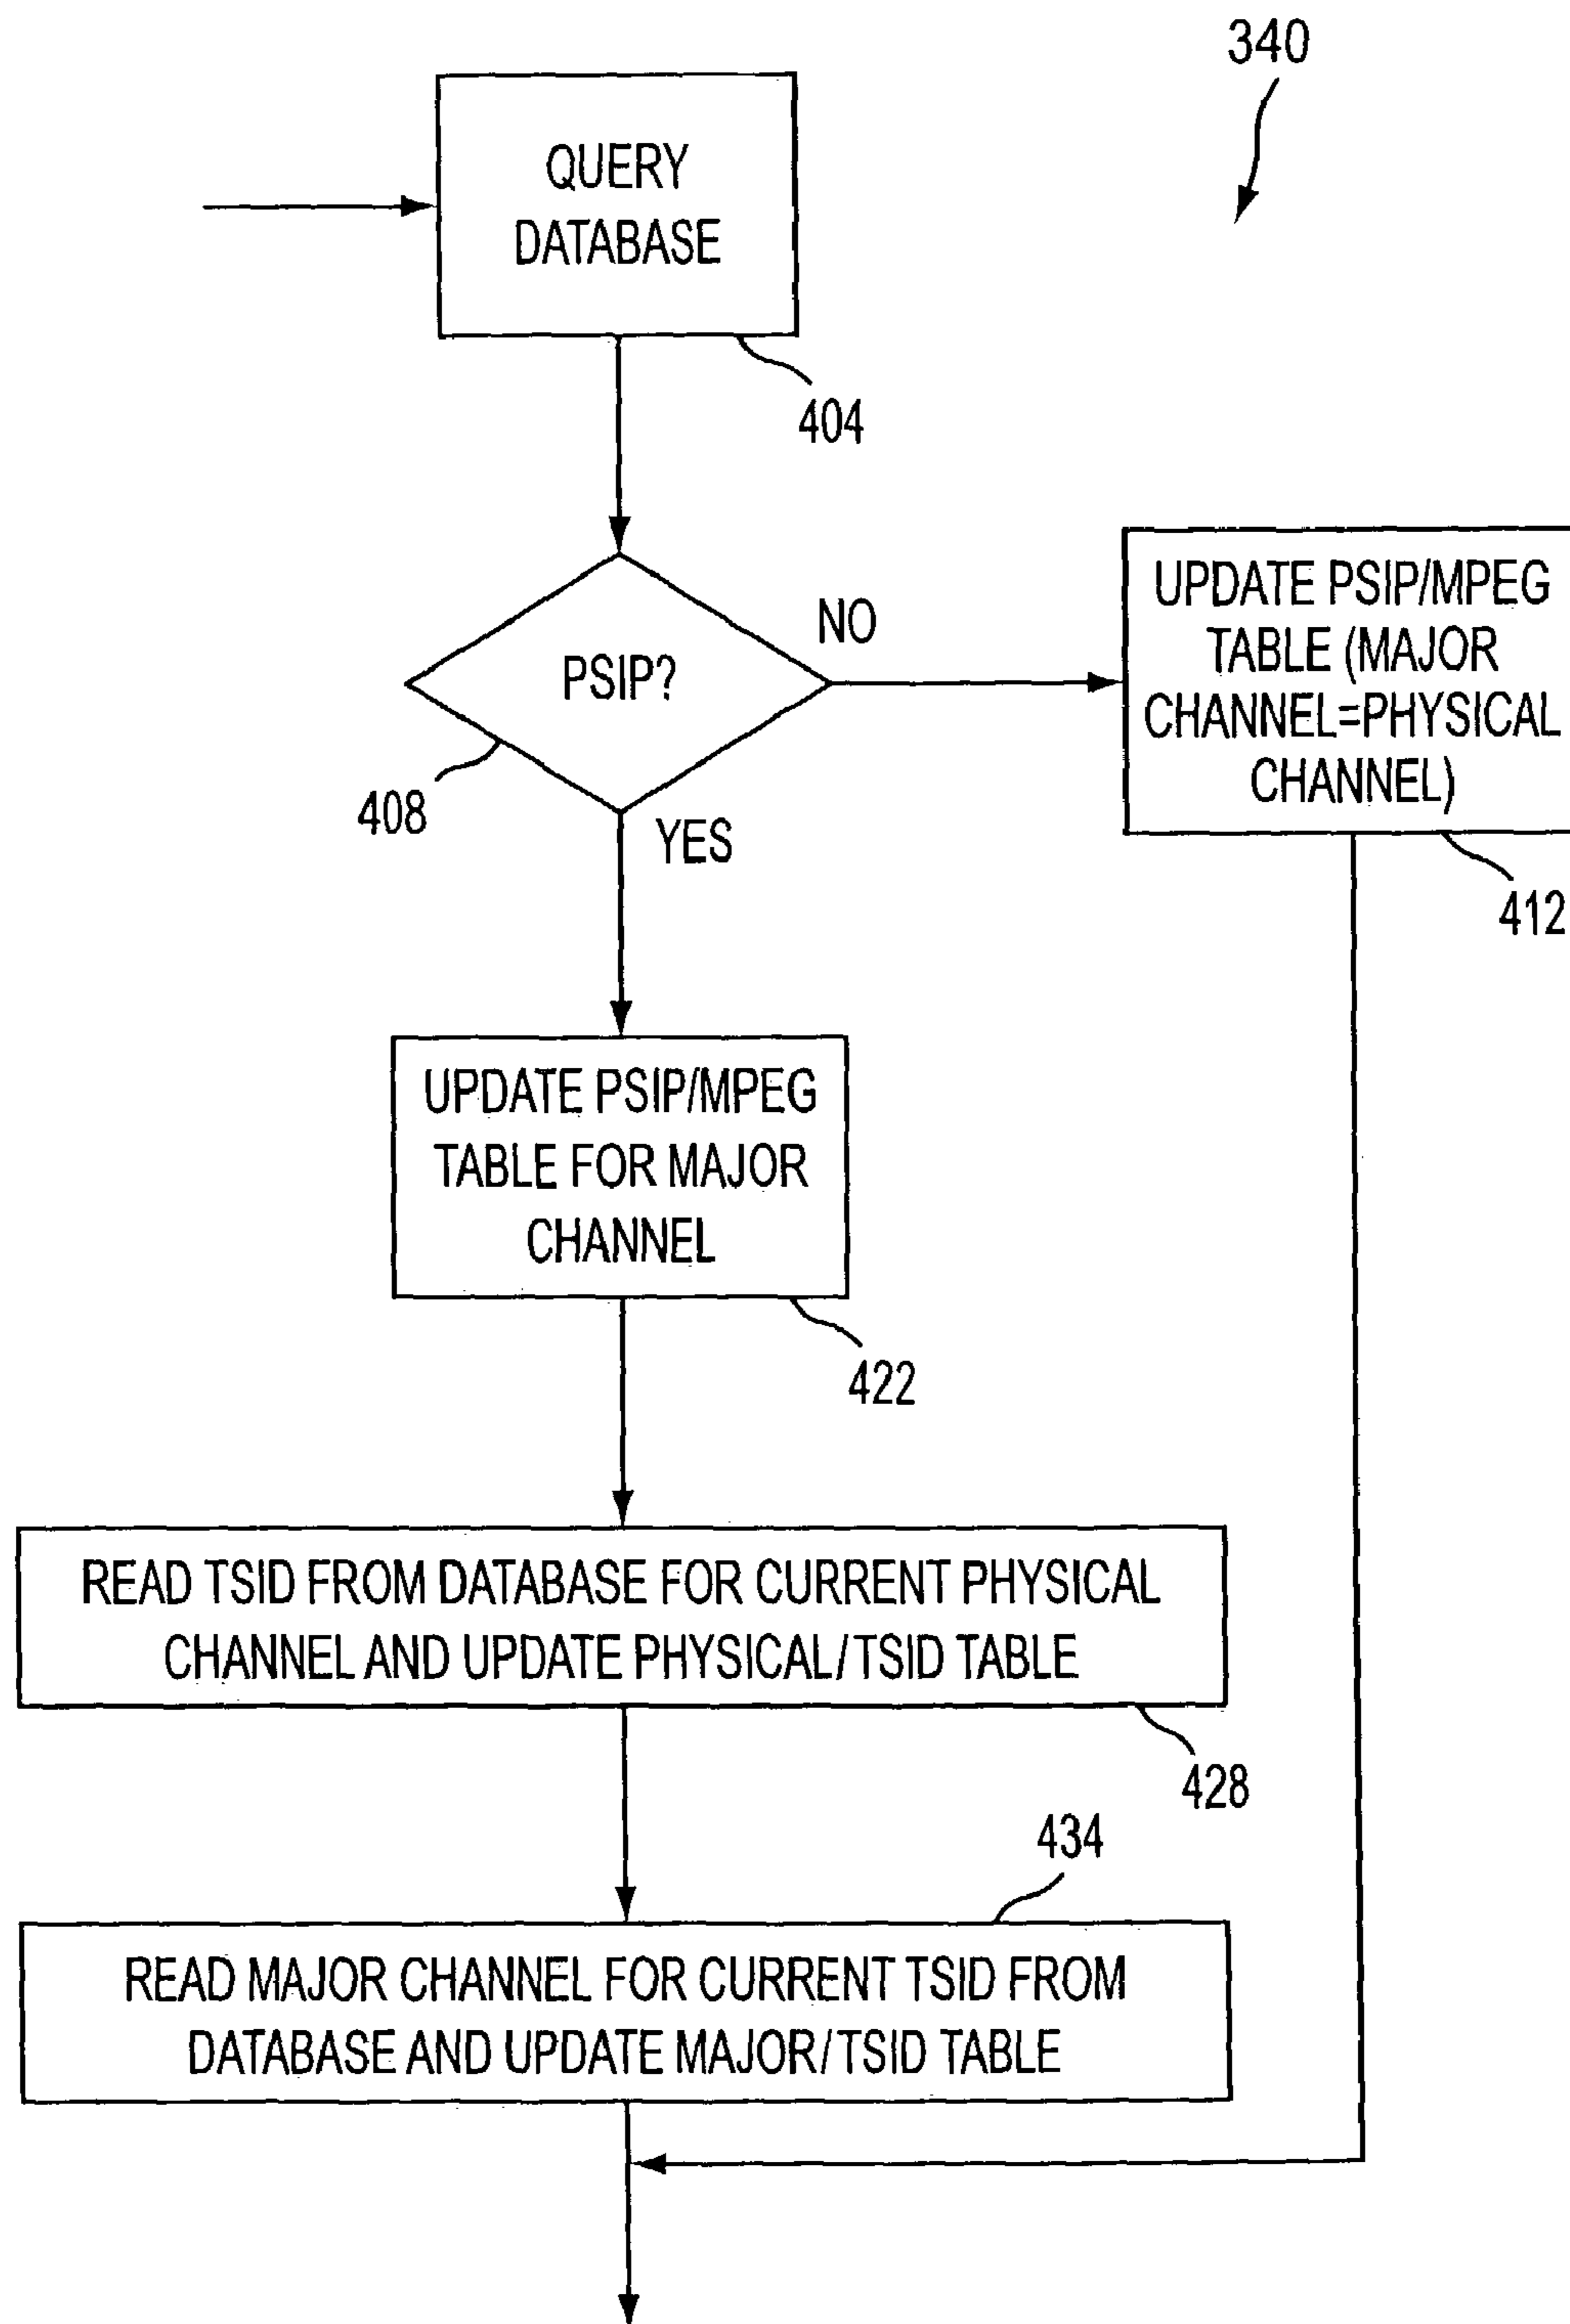 340
QUERY
DATABASE
404
PSIP?
NO
408
YES
UPDATE PSIP/MPEG
TABLE (MAJOR
CHANNEL=PHYSICAL
CHANNEL)
412
UPDATE PSIP/MPEG
TABLE FOR MAJOR
CHANNEL
422
READ TSID FROM DATABASE FOR CURRENT PHYSICAL
CHANNEL AND UPDATE PHYSICAL/TSID TABLE
428
434
READ MAJOR CHANNEL FOR CURRENT TSID FROM
DATABASE AND UPDATE MAJOR/TSID TABLE